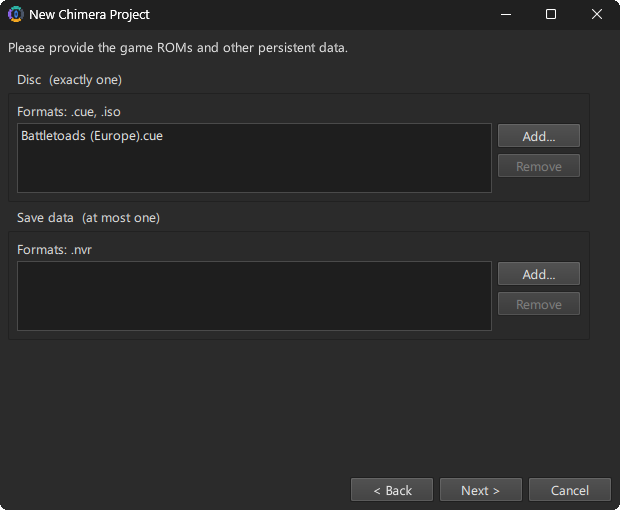 New Chimera Project
Please provide the game ROMs and other persistent data.
Disc (exactly one)
Formats: .cue, .iso
Battletoads (Europe).cue
Add...
Remove
Save data (at most one)
Formats: .nvr
Add...
Remove
< Back
Next >
Cancel